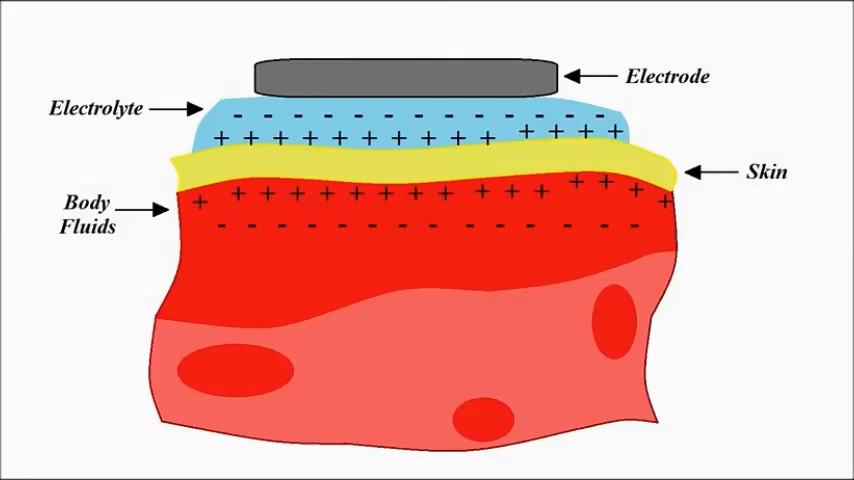 Electrode
Electrolyte
- - - - - - - - - - - - -
+ + + + + + + + + + + + + +
Skin
+ + + + + + + + + + + + + + + +
Body
Fluids
- - - - - - - - - - - - - -